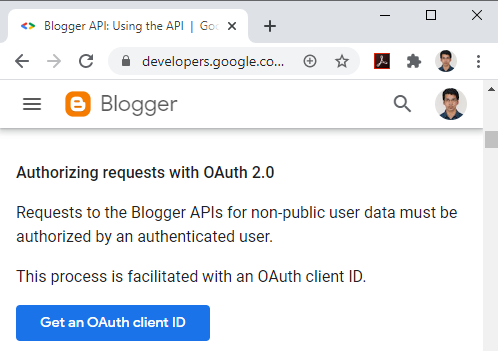 Blogger API: Using the API | Goo
developers.google.co...
Blogger
Authorizing requests with OAuth 2.0
Requests to the Blogger APIs for non-public user data must be
authorized by an authenticated user.
This process is facilitated with an OAuth client ID.
Get an OAuth client ID